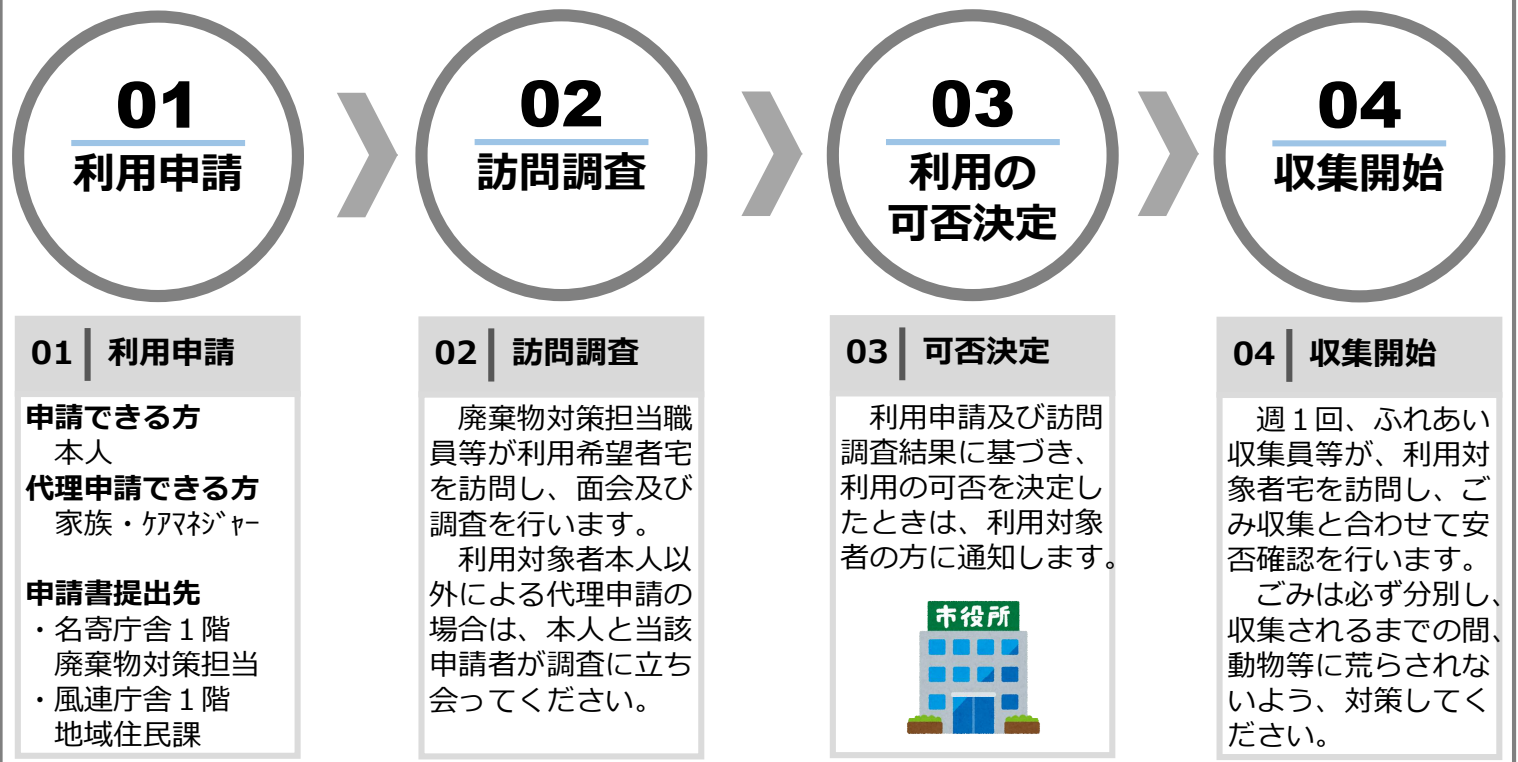 01
利用申請
02
訪問調査
03
利用の
可否決定
04
収集開始
01 利用申請
申請できる方
本人
代理申請できる方
家族・ｹｱﾏﾈｼﾞｬｰ
申請書提出先
・名寄庁舎１階
廃棄物対策担当
・風連庁舎１階
地域住民課
02 訪問調査
廃棄物対策担当職
員等が利用希望者宅
を訪問し、面会及び
調査を行います。
利用対象者本人以
外による代理申請の
場合は、本人と当該
申請者が調査に立ち
会ってください。
03 可否決定
利用申請及び訪問
調査結果に基づき、
利用の可否を決定し
たときは、利用対象
者の方に通知します。
市役所
04 収集開始
週１回、ふれあい
収集員等が、利用対
象者宅を訪問し、ご
み収集と合わせて安
否確認を行います。
ごみは必ず分別し、
収集されるまでの間、
動物等に荒らされな
いよう、対策してく
ださい。